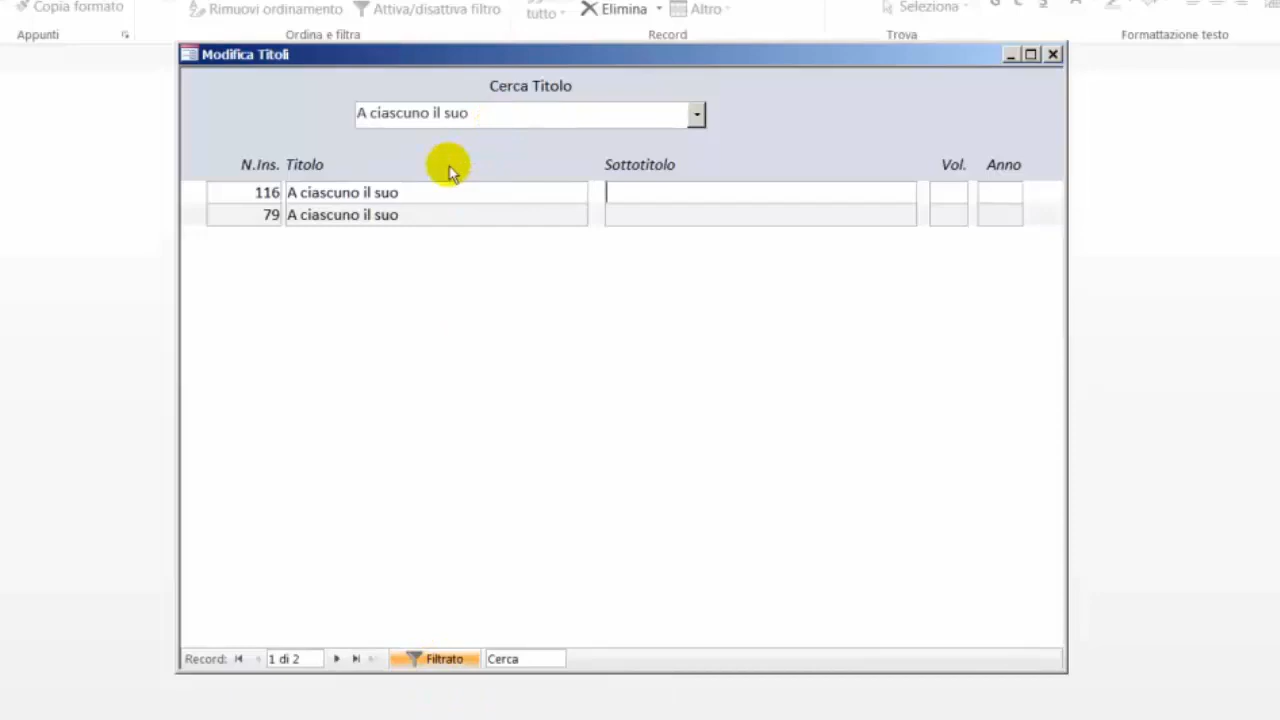 Copia formato
Rimuovi ordinamento
Attiva/disattiva filtro
tutto
Elimina
Altro
Seleziona
Appunti
Ordina e filtra
Record
Trova
Formattazione testo
Modifica Titoli
Cerca Titolo
A ciascuno il suo
N.Ins. Titolo Sottotitolo Vol. Anno
116 A ciascuno il suo
79 A ciascuno il suo
Record: 1 di 2 Filtrato Cerca